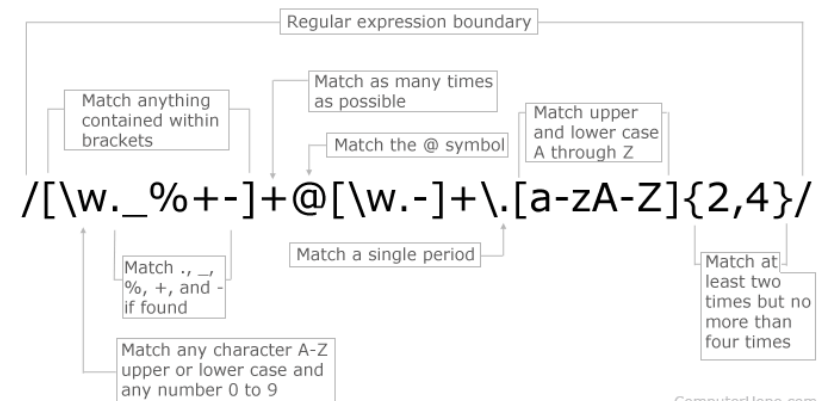 Regular expression boundary
Match anything
contained within
brackets
Match as many times
as possible
Match the @ symbol
Match upper
and lower case
A through Z
/[\w._%+-]+@[\w.-]+\.[a-zA-Z]{2,4}/
Match a single period
Match ., _,
%, +, and -
if found
Match at
least two
times but no
more than
four times
Match any character A-Z
upper or lower case and
any number 0 to 9
ComputerHope.com